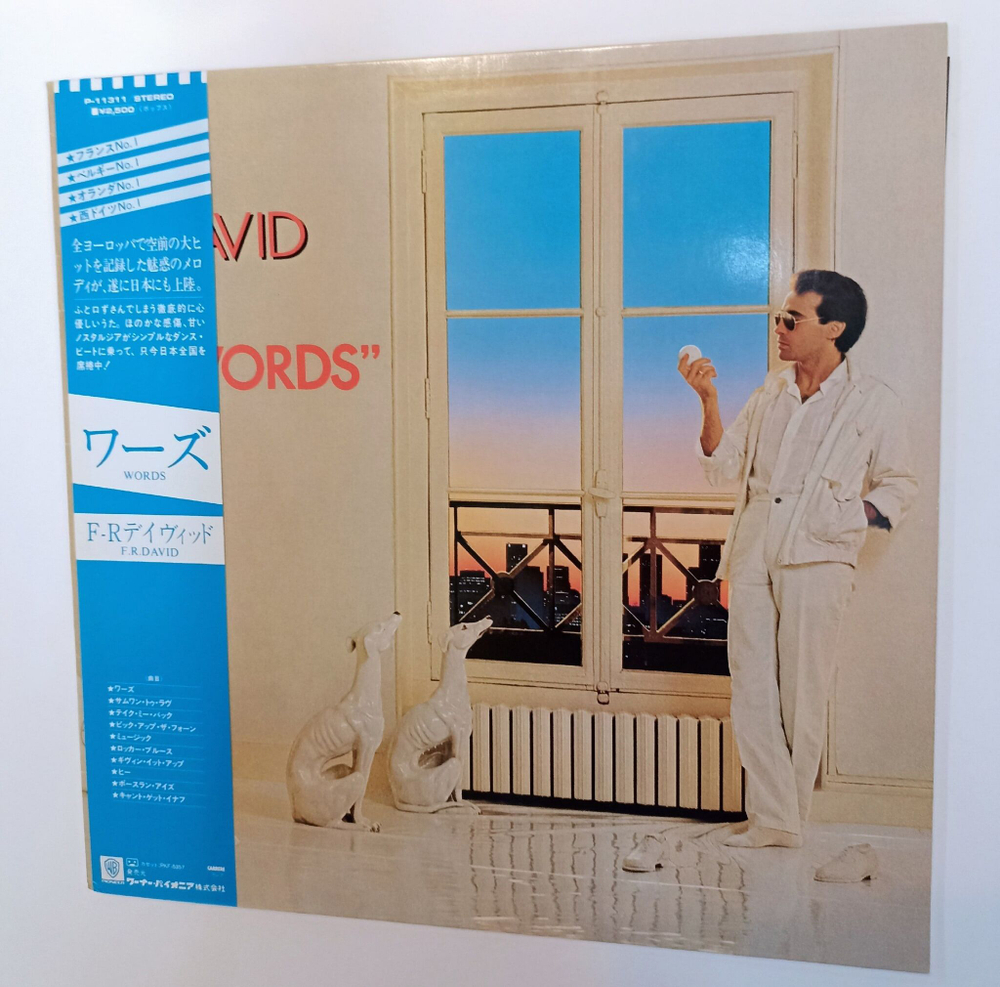 P-11311 STEREO
¥2,500
★フランスNo.1
★ベルギーNo.1
★オランダNo.1
★西ドイツNo.1
全ヨーロッパで空前の大ヒ
ットを記録した魅惑のメロ
ディが、遂に日本にも上陸。
ふと口ずさんでしまう徹底的に心
優しいうた。ほのかな感傷、甘い
ノスタルジアがシンプルなダンス・
ビートに乗って、只今日本全国を
席捲中!
ワーズ
WORDS
F-Rデイヴィッド
F.R.DAVID
★ワーズ
★サムワン・トゥ・ラヴ
★テイク・ミー・バック
★ピック・アップ・ザ・フォーン
★ミュージック
★ロッカー・ブルース
★ギヴィン・イット・アップ
★ヒー
★ポースラン・アイズ
★キャント・ゲット・イナフ
PIONEER
発売元
ワーナー・パイオニア株式会社
AVID
ORDS”